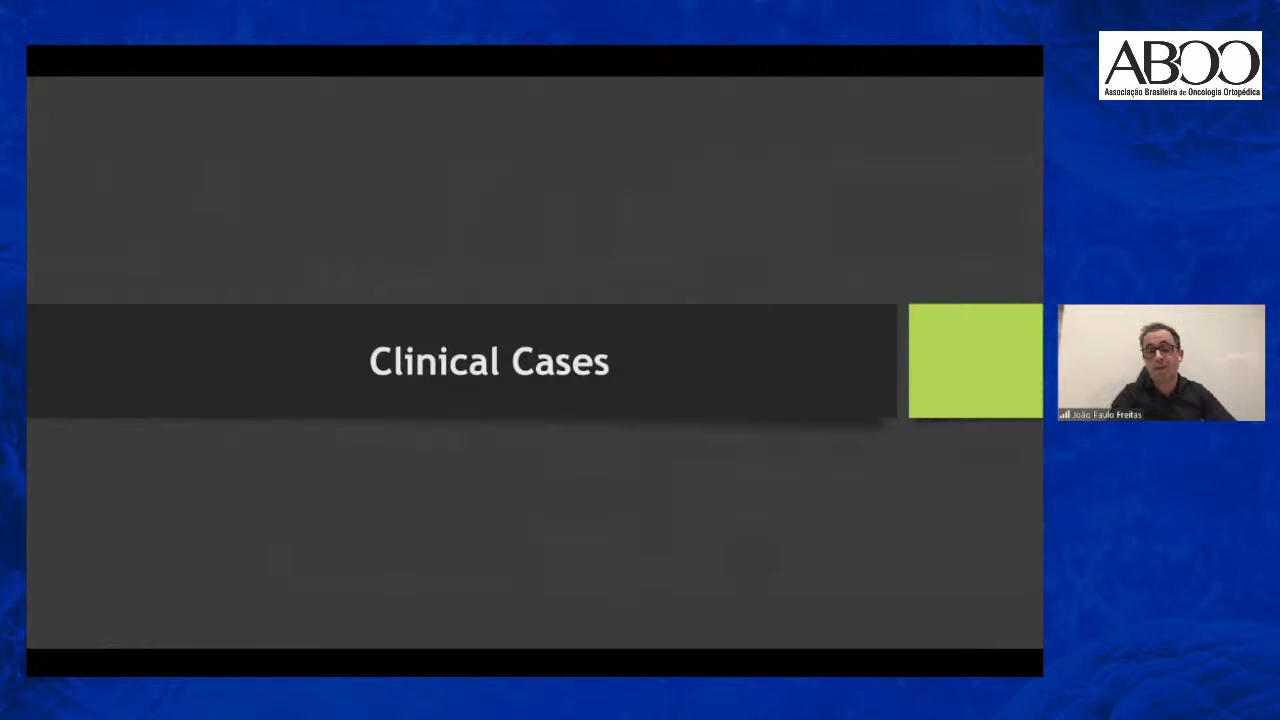 ABOO
Associação Brasileira de Oncologia Ortopédica
Clinical Cases
João Paulo Freitas